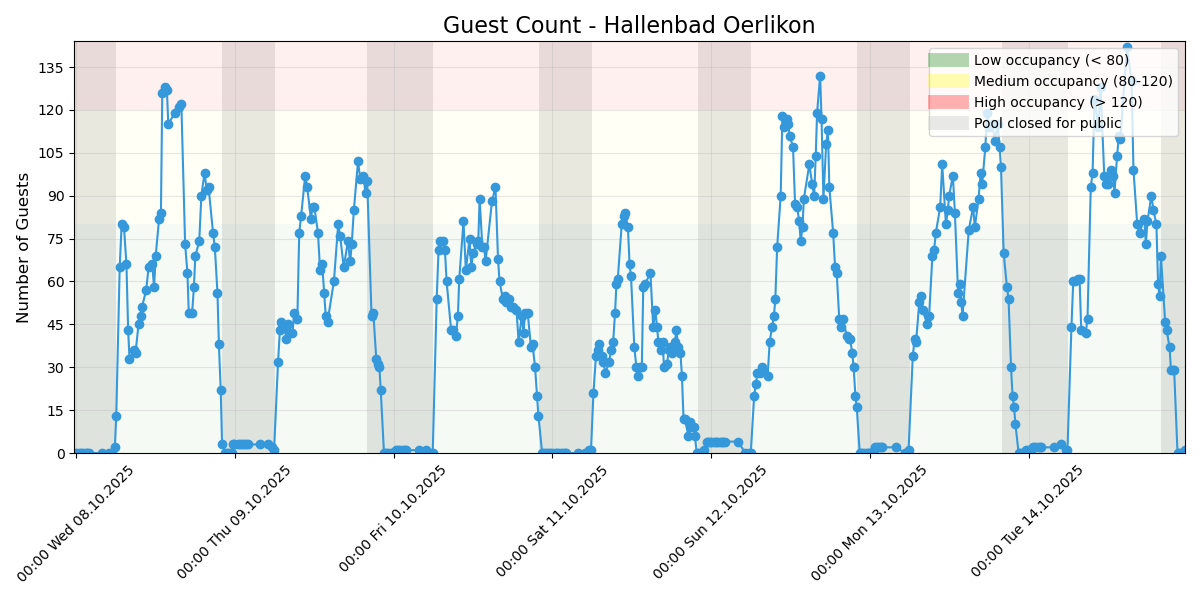 Guest Count - Hallenbad Oerlikon
Number of Guests
135
120
105
90
75
60
45
30
15
0
Low occupancy (< 80)
Medium occupancy (80-120)
High occupancy (> 120)
Pool closed for public
00:00 Wed 08.10.2025
00:00 Thu 09.10.2025
00:00 Fri 10.10.2025
00:00 Sat 11.10.2025
00:00 Sun 12.10.2025
00:00 Mon 13.10.2025
00:00 Tue 14.10.2025